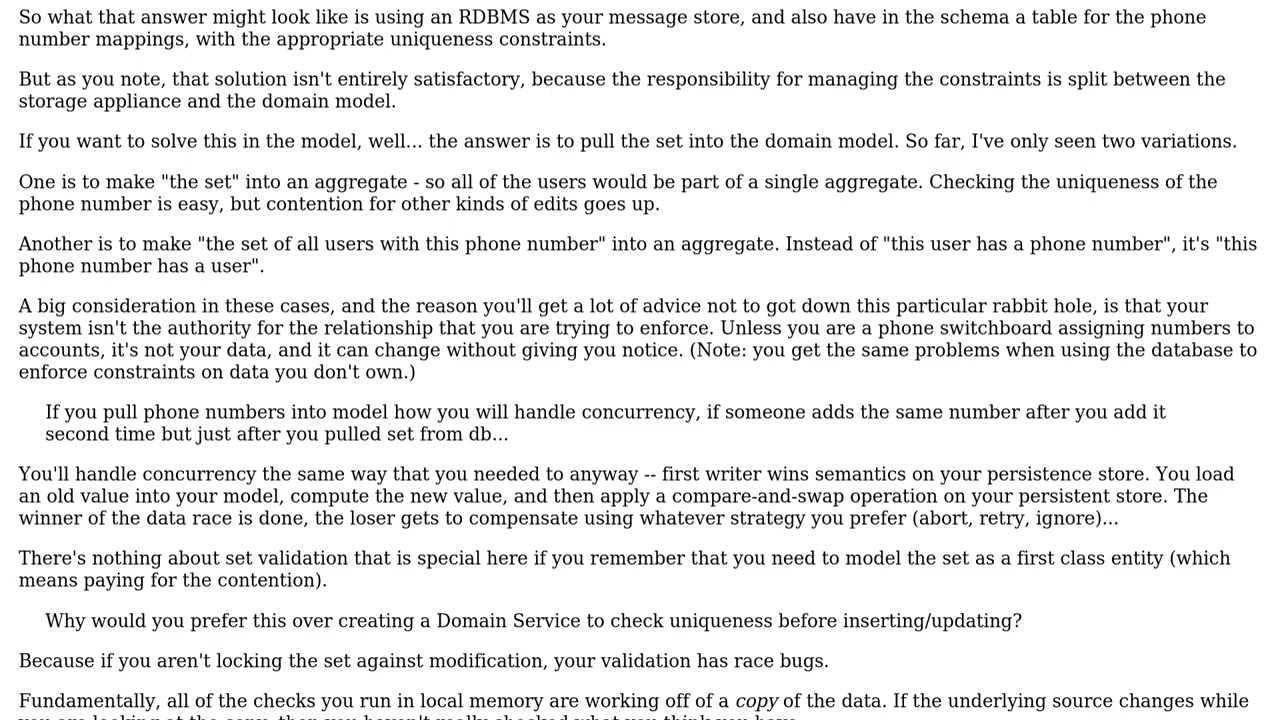 So what that answer might look like is using an RDBMS as your message store, and also have in the schema a table for the phone
number mappings, with the appropriate uniqueness constraints.
But as you note, that solution isn't entirely satisfactory, because the responsibility for managing the constraints is split between the
storage appliance and the domain model.
If you want to solve this in the model, well... the answer is to pull the set into the domain model. So far, I've only seen two variations.
One is to make "the set" into an aggregate - so all of the users would be part of a single aggregate. Checking the uniqueness of the
phone number is easy, but contention for other kinds of edits goes up.
Another is to make "the set of all users with this phone number" into an aggregate. Instead of "this user has a phone number", it's "this
phone number has a user".
A big consideration in these cases, and the reason you'll get a lot of advice not to got down this particular rabbit hole, is that your
system isn't the authority for the relationship that you are trying to enforce. Unless you are a phone switchboard assigning numbers to
accounts, it's not your data, and it can change without giving you notice. (Note: you get the same problems when using the database to
enforce constraints on data you don't own.)
If you pull phone numbers into model how you will handle concurrency, if someone adds the same number after you add it
second time but just after you pulled set from db...
You'll handle concurrency the same way that you needed to anyway -- first writer wins semantics on your persistence store. You load
an old value into your model, compute the new value, and then apply a compare-and-swap operation on your persistent store. The
winner of the data race is done, the loser gets to compensate using whatever strategy you prefer (abort, retry, ignore)...
There's nothing about set validation that is special here if you remember that you need to model the set as a first class entity (which
means paying for the contention).
Why would you prefer this over creating a Domain Service to check uniqueness before inserting/updating?
Because if you aren't locking the set against modification, your validation has race bugs.
Fundamentally, all of the checks you run in local memory are working off of a copy of the data. If the underlying source changes while